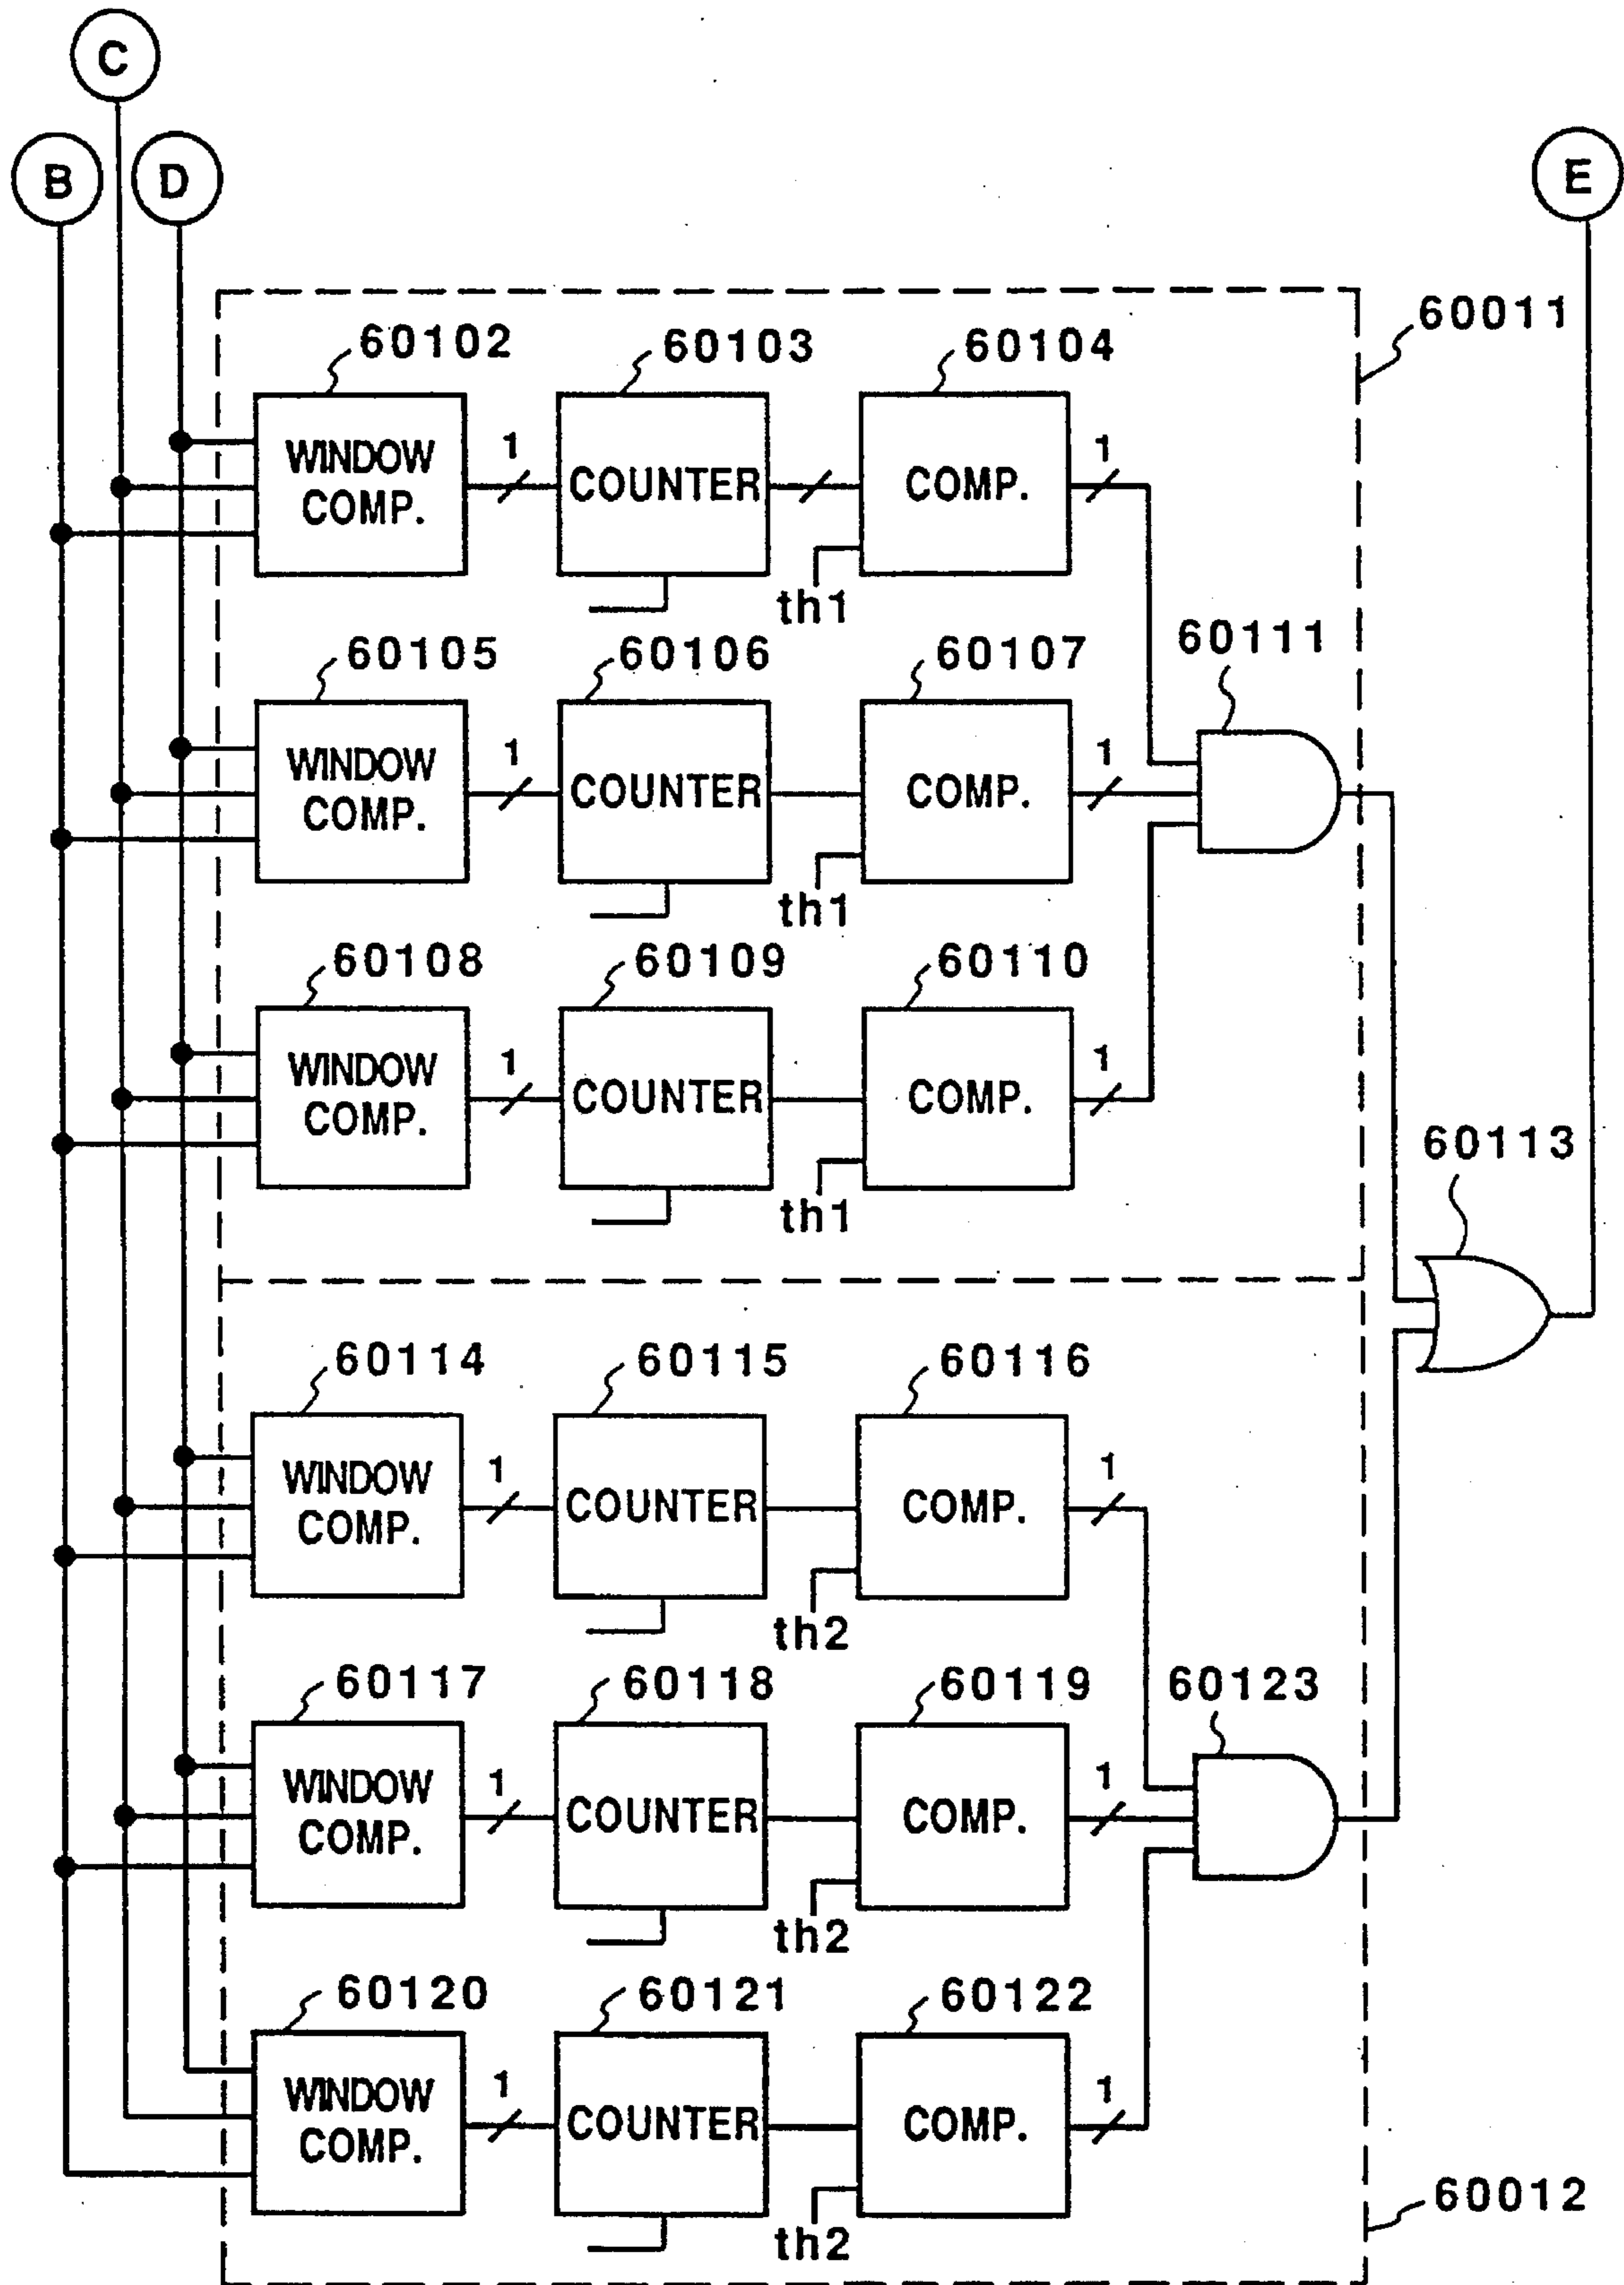 C
B D E
60011
60102 60103 60104
WINDOW COMP. 1 COUNTER COMP. 1
th1
60111
60105 60106 60107
WINDOW COMP. 1 COUNTER COMP. 1
th1
60108 60109 60110
WINDOW COMP. 1 COUNTER COMP. 1
th1
60113
60114 60115 60116
WINDOW COMP. 1 COUNTER COMP. 1
th2
60117 60118 60119 60123
WINDOW COMP. 1 COUNTER COMP. 1
th2
60120 60121 60122
WINDOW COMP. 1 COUNTER COMP. 1
th2
60012